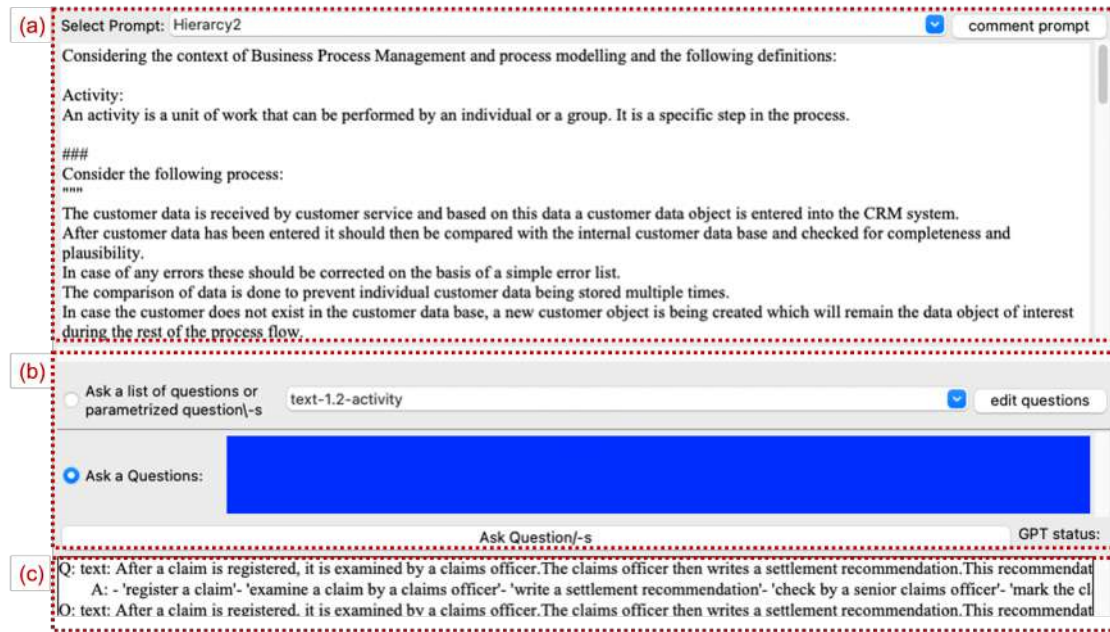 (a) Select Prompt: Hierarcy2 comment prompt
Considering the context of Business Process Management and process modelling and the following definitions:
Activity:
An activity is a unit of work that can be performed by an individual or a group. It is a specific step in the process.
###
Consider the following process:
"""
The customer data is received by customer service and based on this data a customer data object is entered into the CRM system.
After customer data has been entered it should then be compared with the internal customer data base and checked for completeness and
plausibility.
In case of any errors these should be corrected on the basis of a simple error list.
The comparison of data is done to prevent individual customer data being stored multiple times.
In case the customer does not exist in the customer data base, a new customer object is being created which will remain the data object of interest
during the rest of the process flow.
(b)
Ask a list of questions or
parametrized question\-s
text-1.2-activity edit questions
Ask a Questions:
Ask Question/-s GPT status:
(c)
Q: text: After a claim is registered, it is examined by a claims officer.The claims officer then writes a settlement recommendation.This recommendat
A: - 'register a claim'- 'examine a claim by a claims officer'- 'write a settlement recommendation'- 'check by a senior claims officer'- 'mark the cl
Q: text: After a claim is registered, it is examined by a claims officer.The claims officer then writes a settlement recommendation.This recommendat